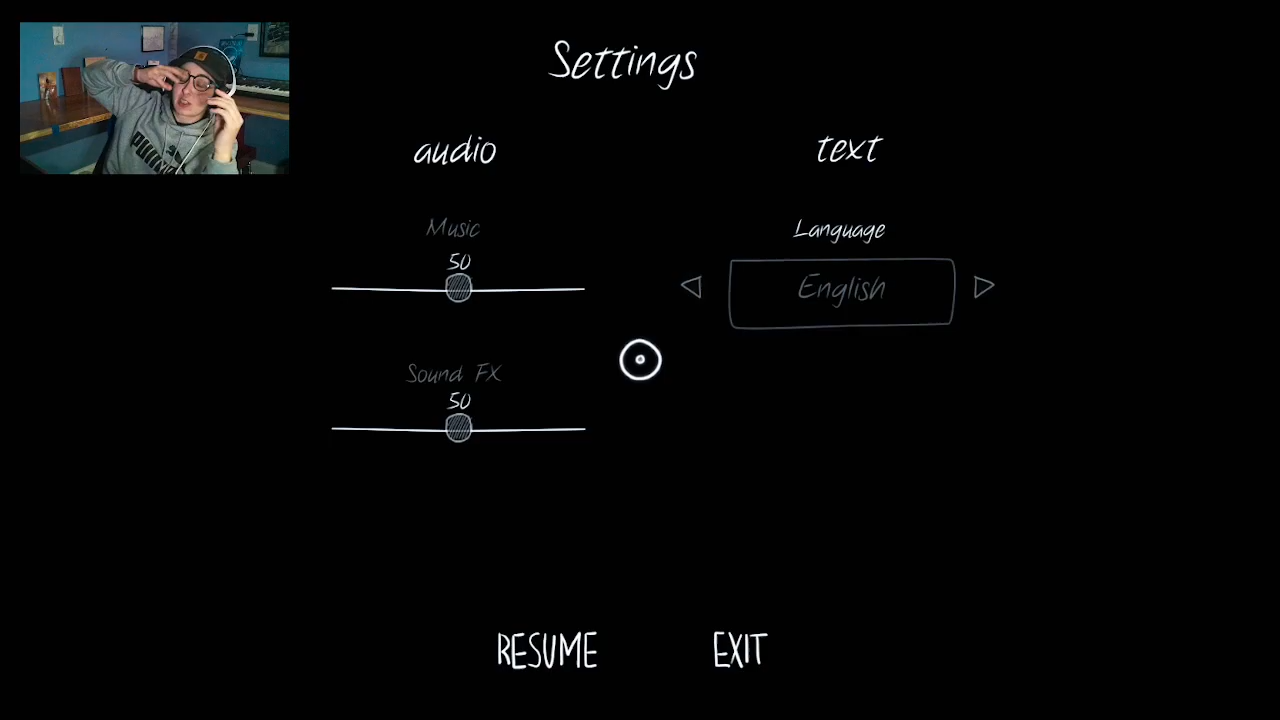 Settings
audio
text
Music
50
Language
English
Sound FX
50
RESUME
EXIT